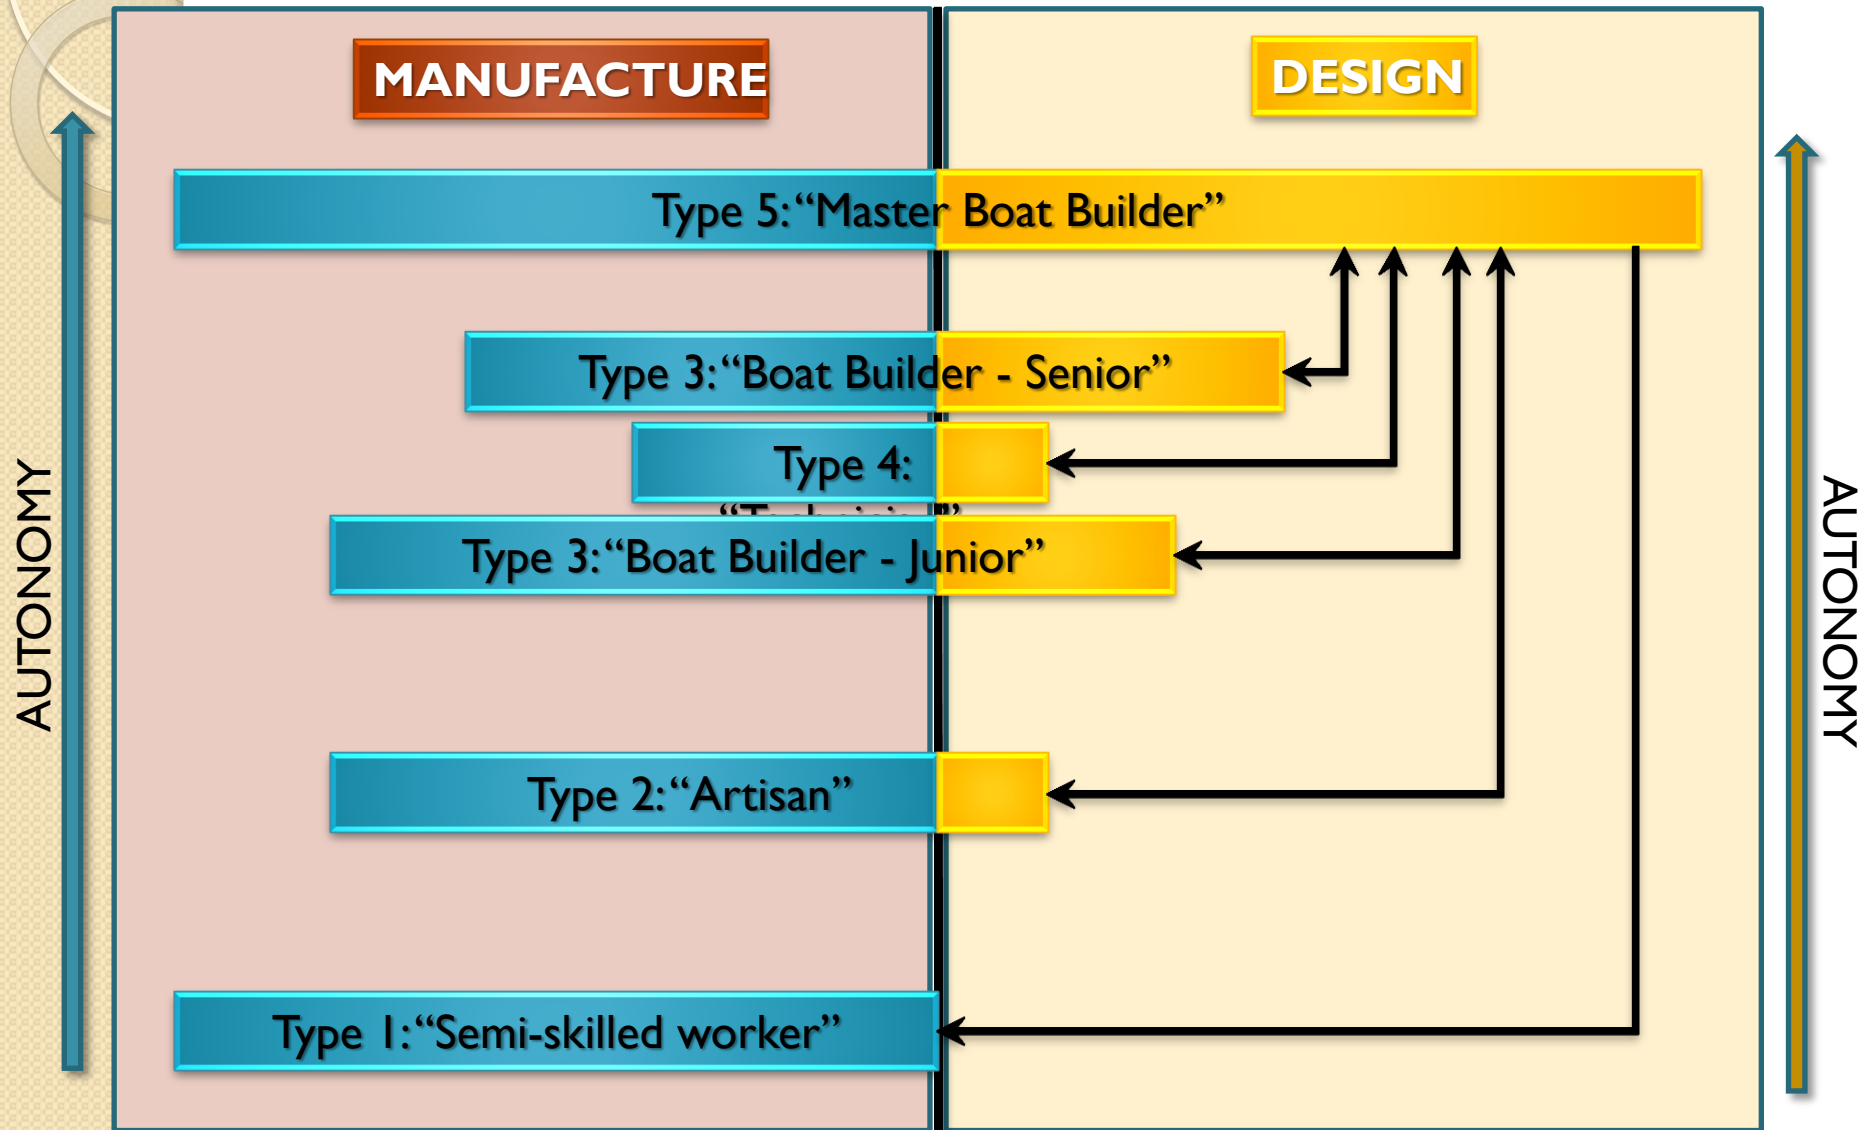 MANUFACTURE
DESIGN
Type 5: “Master Boat Builder”
Type 3: “Boat Builder - Senior”
Type 4:
“Technician”
Type 3: “Boat Builder - Junior”
Type 2: “Artisan”
Type 1: “Semi-skilled worker”
AUTONOMY
AUTONOMY